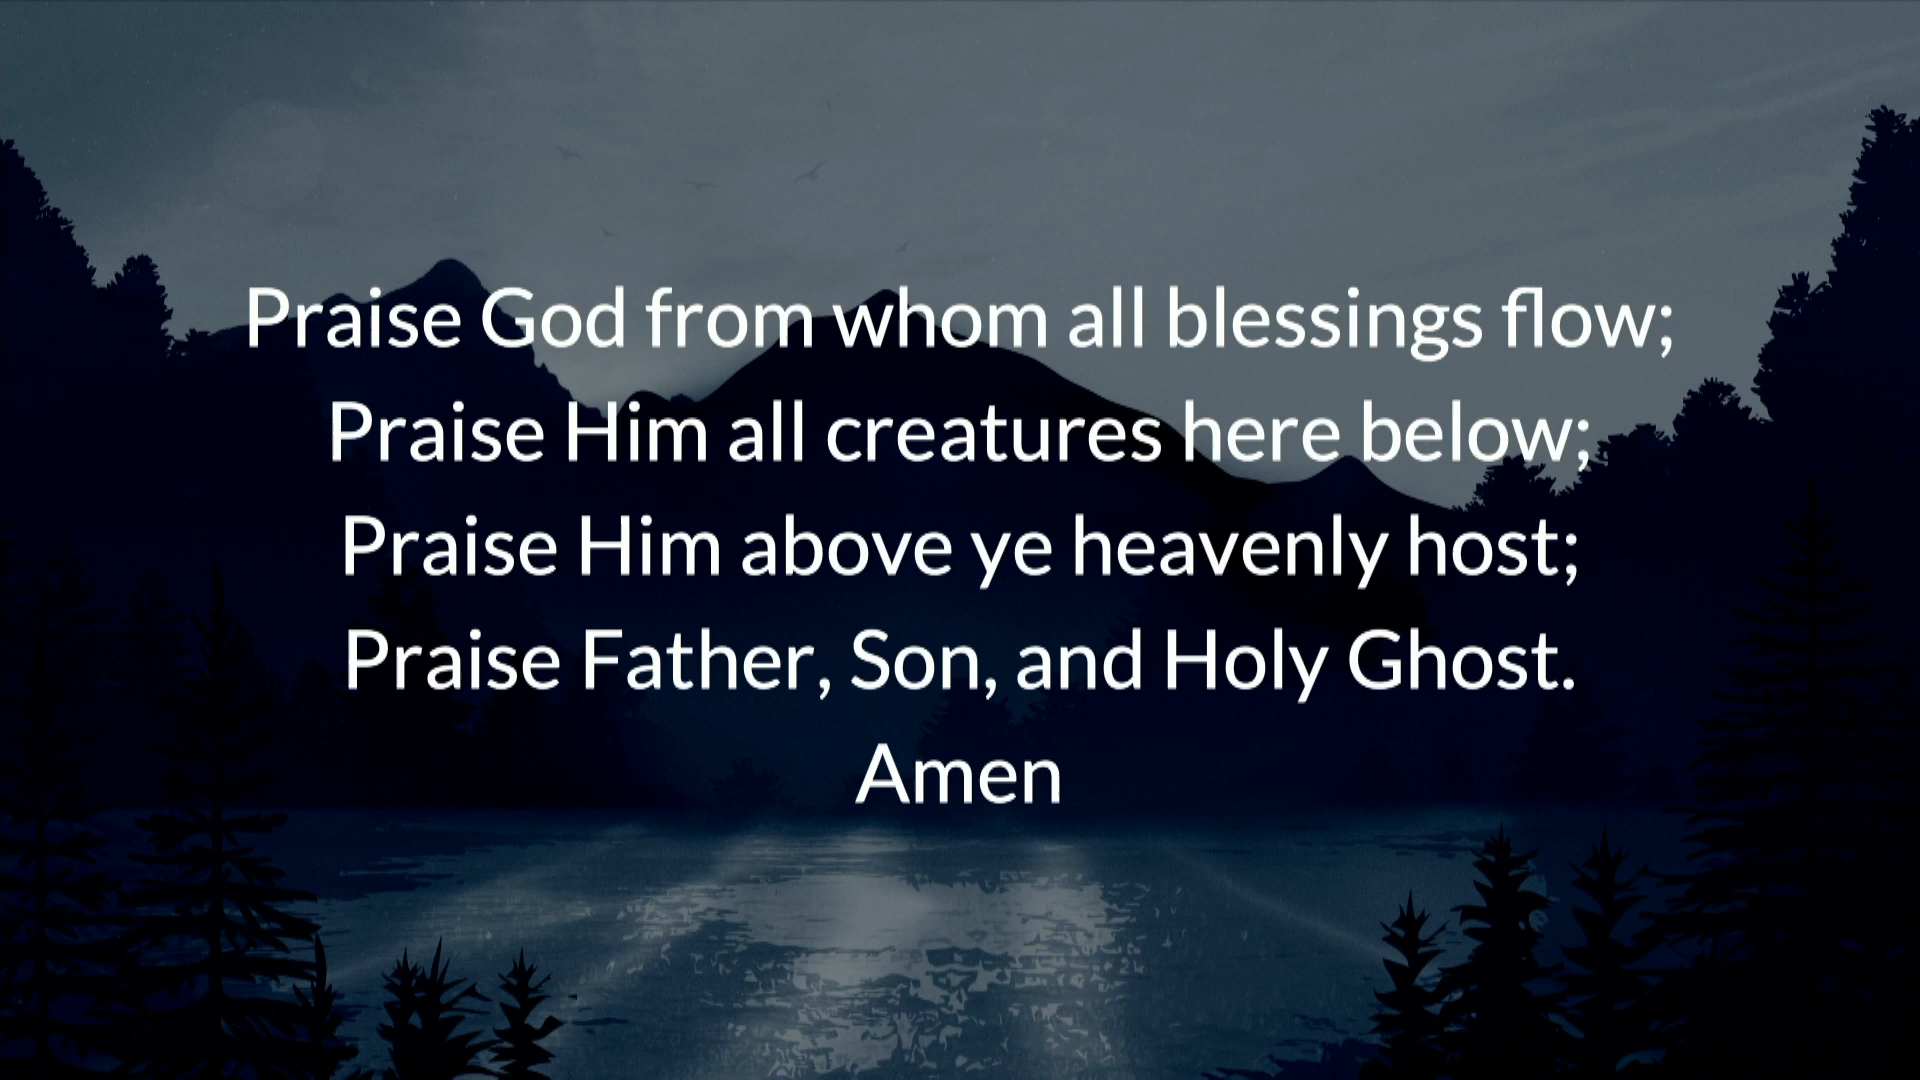 Praise God from whom all blessings flow;
Praise Him all creatures here below;
Praise Him above ye heavenly host;
Praise Father, Son, and Holy Ghost.
Amen